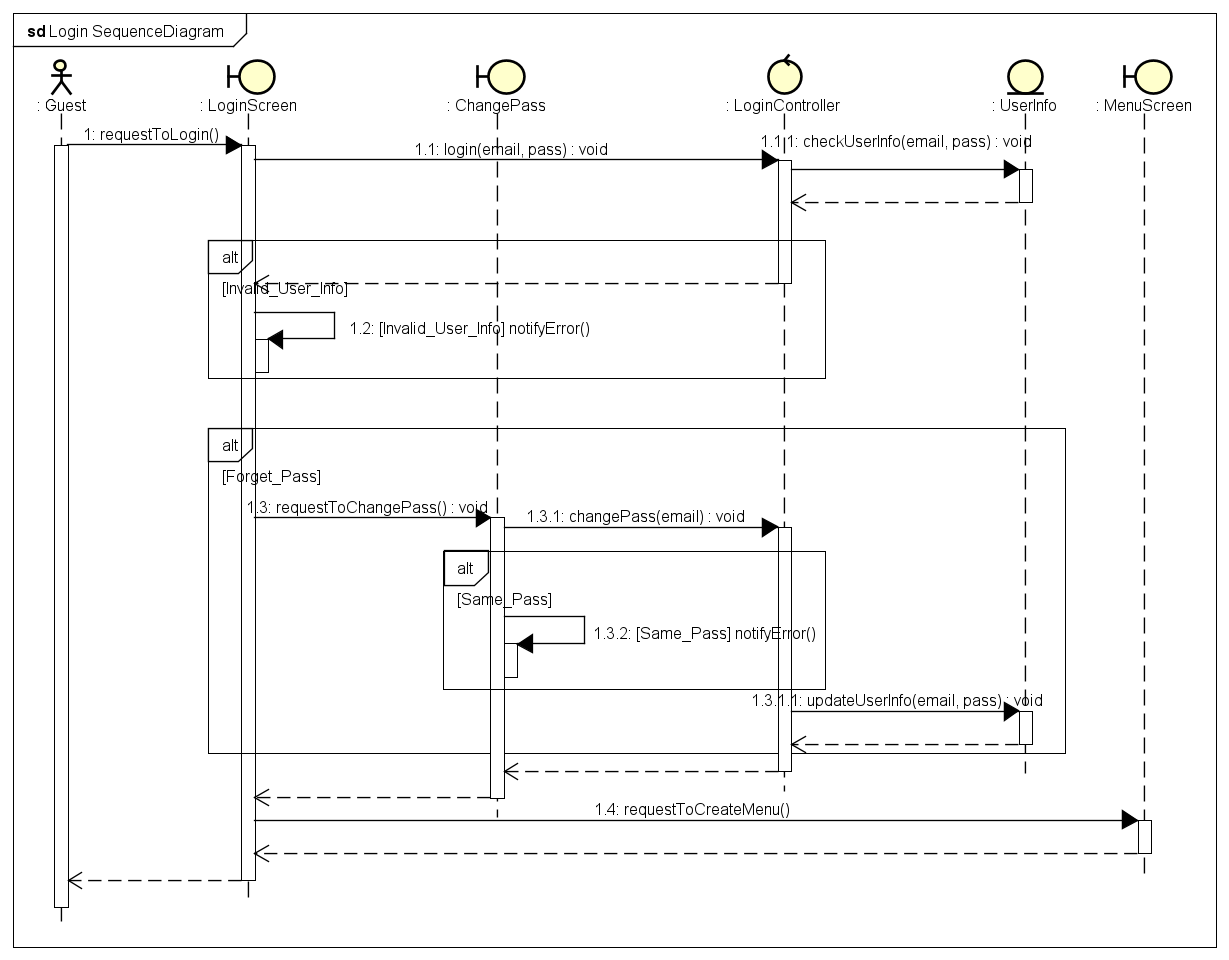 sd Login SequenceDiagram
: Guest
: LoginScreen
: ChangePass
: LoginController
: UserInfo
: MenuScreen
1: requestToLogin()
1.1: login(email, pass) : void
1.1.1: checkUserInfo(email, pass) : void
alt
[Invalid_User_Info]
1.2: [Invalid_User_Info] notifyError()
alt
[Forget_Pass]
1.3: requestToChangePass() : void
1.3.1: changePass(email) : void
alt
[Same_Pass]
1.3.2: [Same_Pass] notifyError()
1.3.1.1: updateUserInfo(email, pass) : void
1.4: requestToCreateMenu()